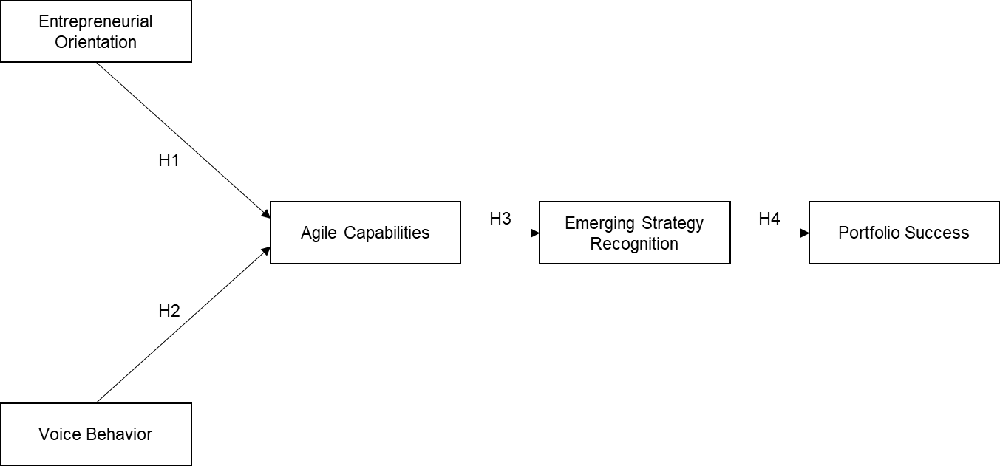 Entrepreneurial
Orientation
H1
Agile Capabilities
H3
Emerging Strategy
Recognition
H4
Portfolio Success
H2
Voice Behavior